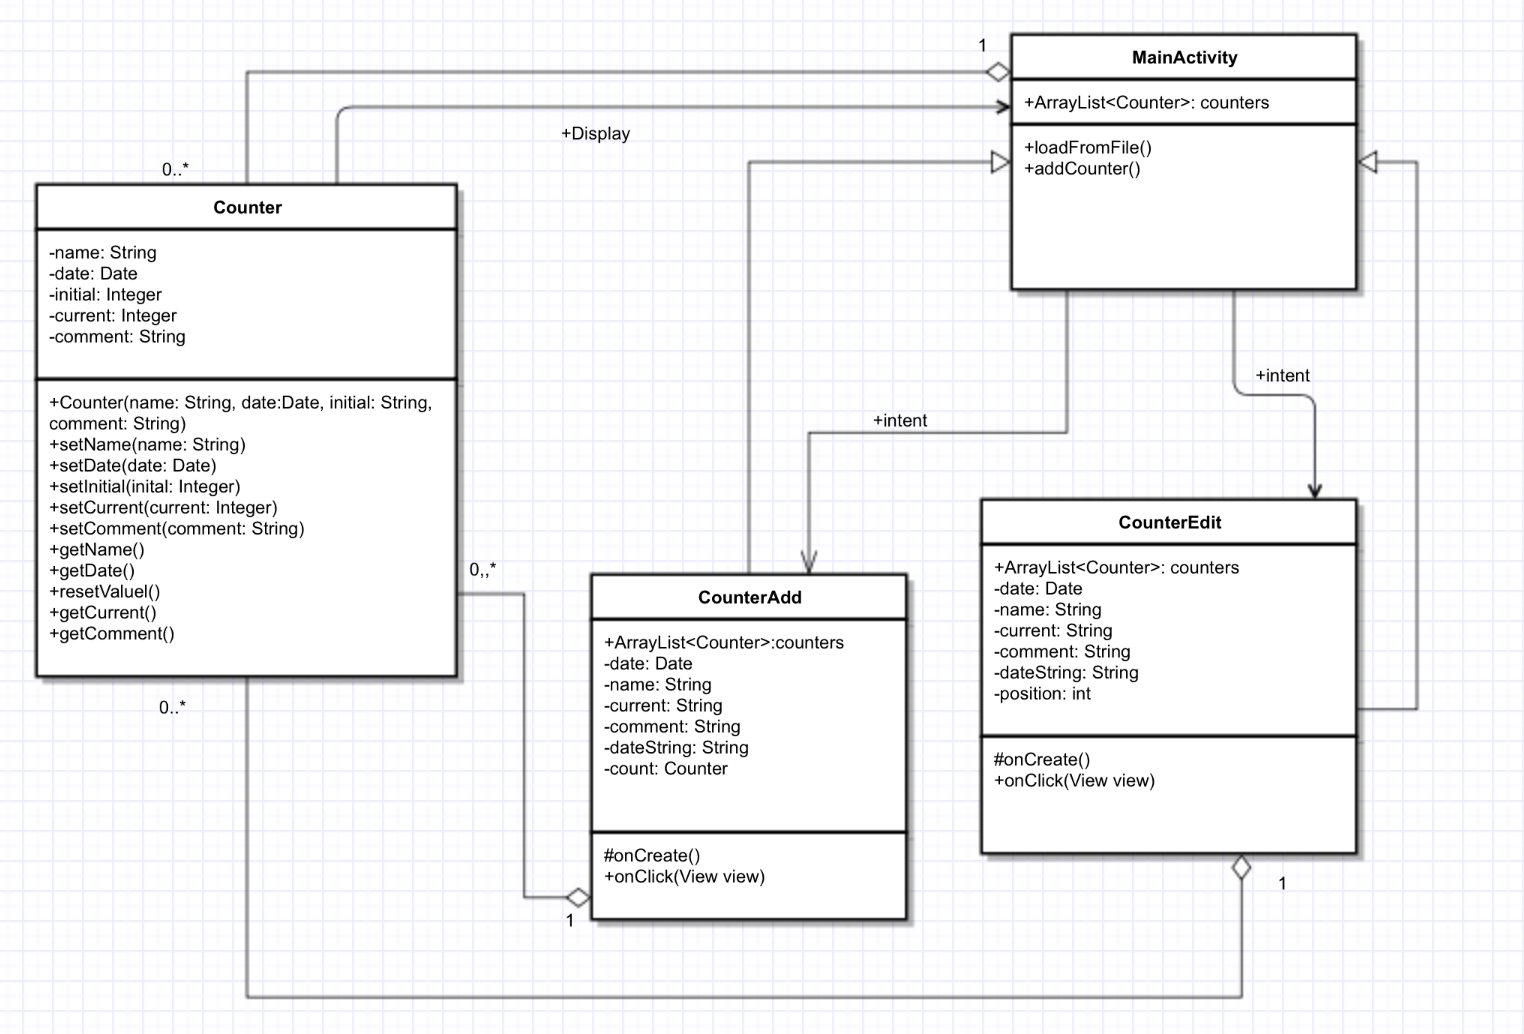 1
MainActivity
+ArrayList<Counter>: counters
+loadFromFile()
+addCounter()
+Display
0..*
Counter
-name: String
-date: Date
-initial: Integer
-current: Integer
-comment: String
+Counter(name: String, date:Date, initial: String,
comment: String)
+setName(name: String)
+setDate(date: Date)
+setInitial(inital: Integer)
+setCurrent(current: Integer)
+setComment(comment: String)
+getName()
+getDate()
+resetValuel()
+getCurrent()
+getComment()
0..*
0,,*
+intent
+intent
CounterAdd
+ArrayList<Counter>:counters
-date: Date
-name: String
-current: String
-comment: String
-dateString: String
-count: Counter
#onCreate()
+onClick(View view)
1
CounterEdit
+ArrayList<Counter>: counters
-date: Date
-name: String
-current: String
-comment: String
-dateString: String
-position: int
#onCreate()
+onClick(View view)
1